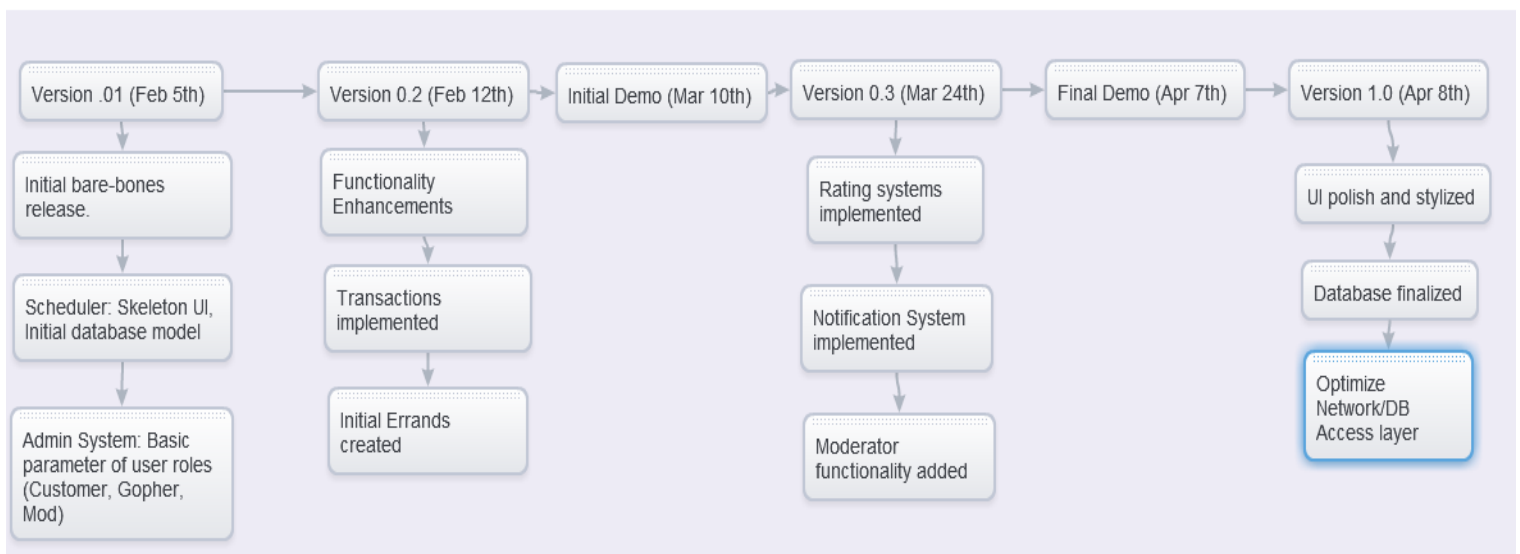 Version .01 (Feb 5th)
Version 0.2 (Feb 12th)
Initial Demo (Mar 10th)
Version 0.3 (Mar 24th)
Final Demo (Apr 7th)
Version 1.0 (Apr 8th)
Initial bare-bones
release.
Scheduler: Skeleton UI,
Initial database model
Admin System: Basic
parameter of user roles
(Customer, Gopher,
Mod)
Functionality
Enhancements
Transactions
implemented
Initial Errands
created
Rating systems
implemented
Notification System
implemented
Moderator
functionality added
UI polish and stylized
Database finalized
Optimize
Network/DB
Access layer